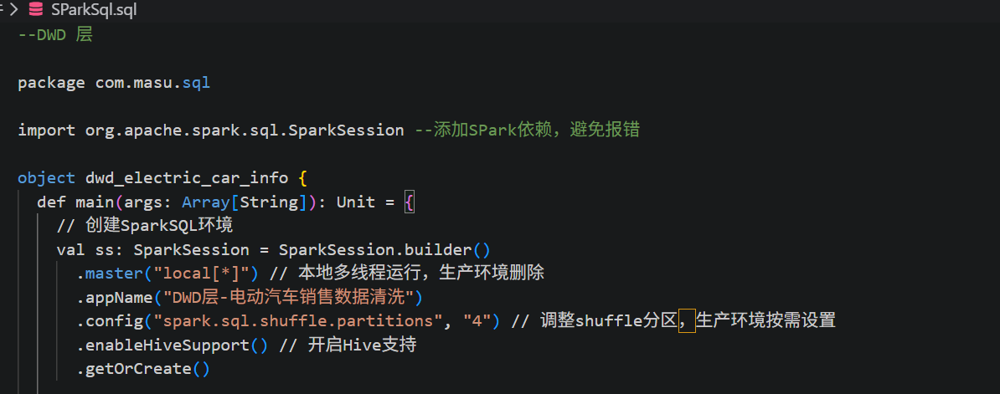 SParkSql.sql
--DWD 层
package com.masu.sql
import org.apache.spark.sql.SparkSession --添加SPark依赖，避免报错
object dwd_electric_car_info {
def main(args: Array[String]): Unit = {
// 创建SparkSQL环境
val ss: SparkSession = SparkSession.builder()
.master("local[*]") // 本地多线程运行，生产环境删除
.appName("DWD层-电动汽车销售数据清洗")
.config("spark.sql.shuffle.partitions", "4") // 调整shuffle分区，生产环境按需设置
.enableHiveSupport() // 开启Hive支持
.getOrCreate()